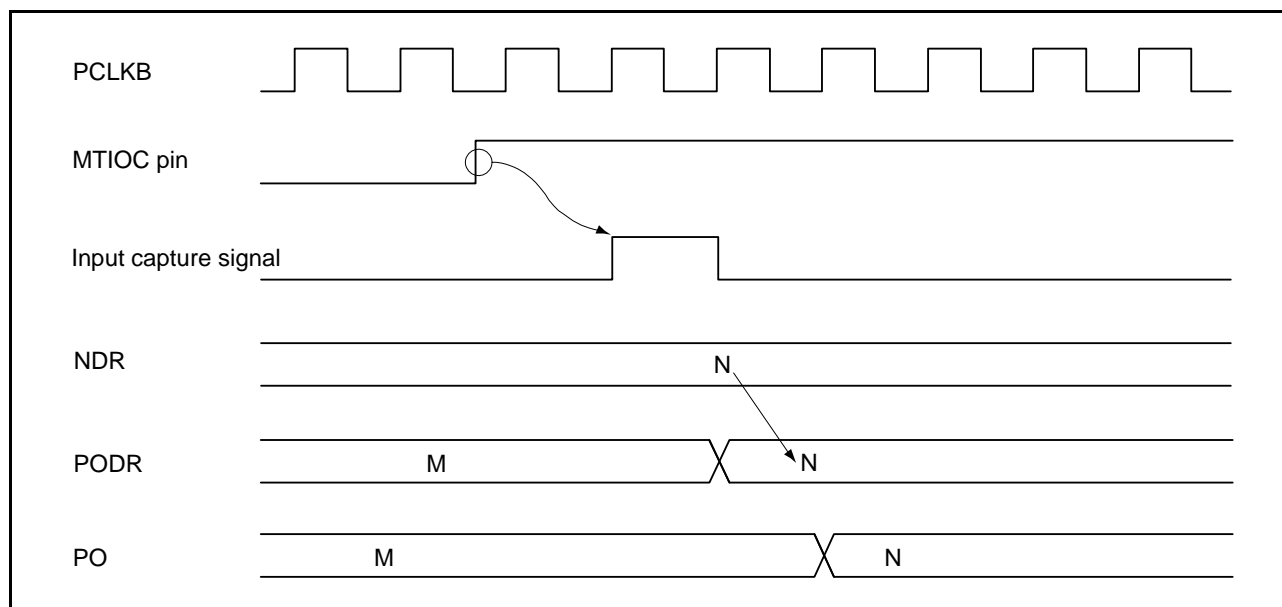 PCLKB
MTIOC pin
Input capture signal
NDR
N
PODR
M
N
PO
M
N